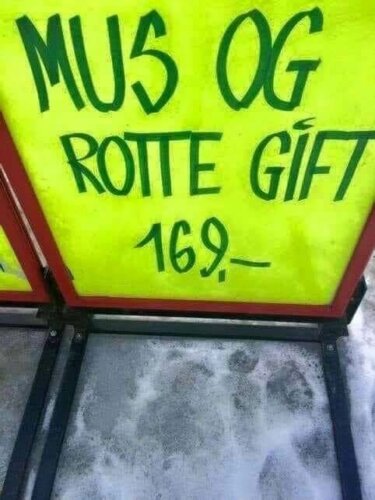 MUS OG
ROTTE GIFT
169,-